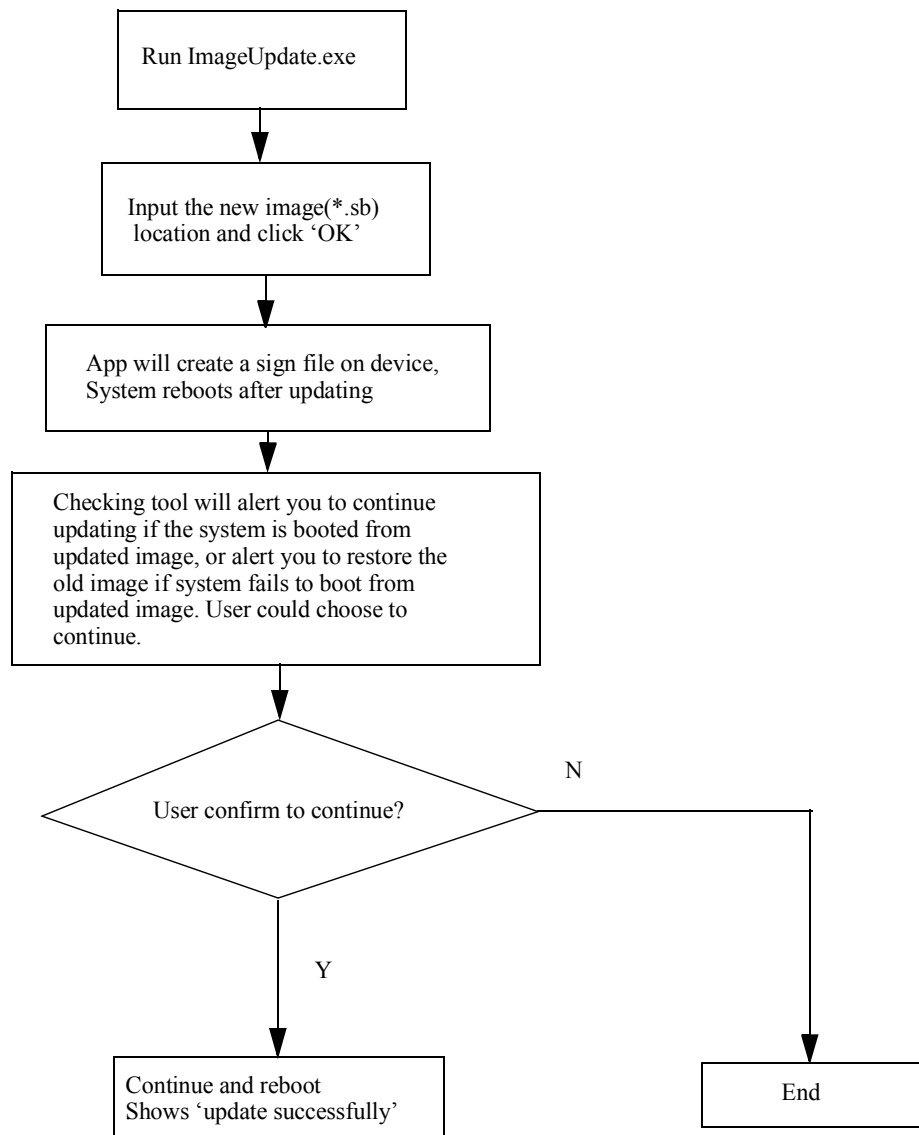 Run ImageUpdate.exe
Input the new image(*.sb)
location and click ‘OK’
App will create a sign file on device,
System reboots after updating
Checking tool will alert you to continue
updating if the system is booted from
updated image, or alert you to restore the
old image if system fails to boot from
updated image. User could choose to
continue.
User confirm to continue?
N
Y
Continue and reboot
Shows ‘update successfully’
End